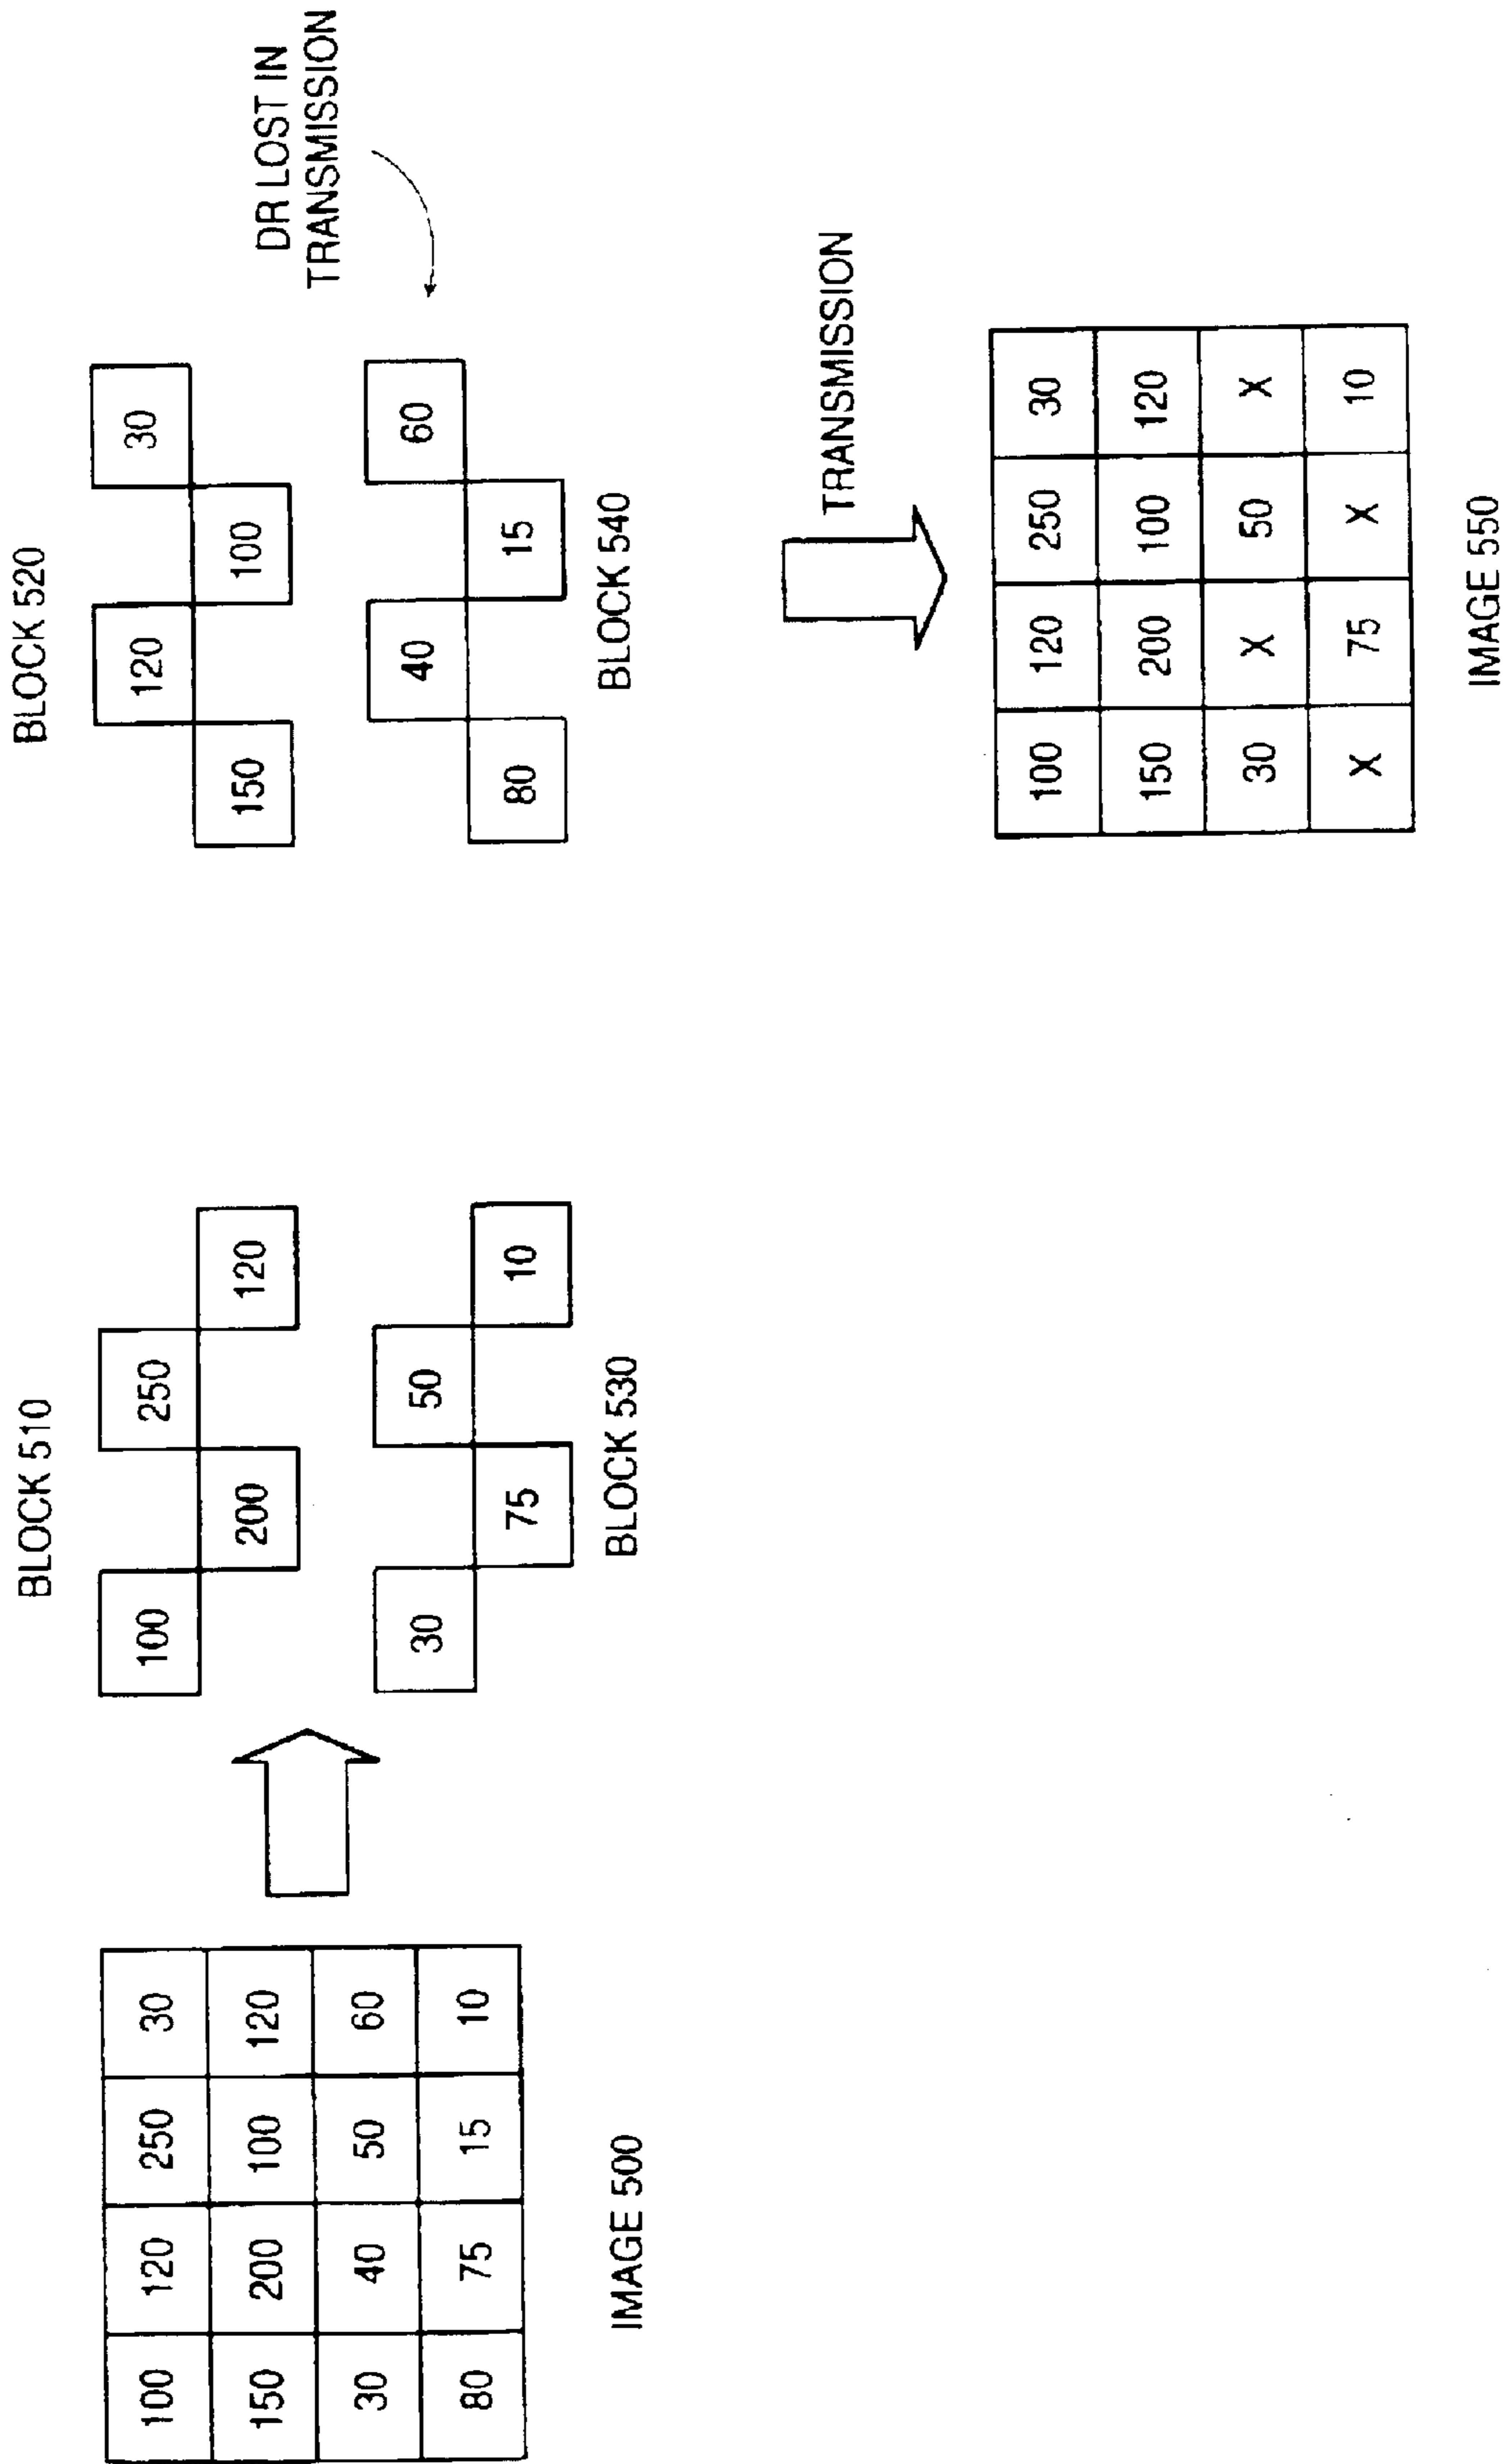 BLOCK 510
100 250
200 120
30 50
75 10
BLOCK 530
BLOCK 520
120 30
150 100
40 60
80 15
BLOCK 540
DR LOST IN
TRANSMISSION
100 120 250 30
150 200 100 120
30 40 50 60
80 75 15 10
IMAGE 500
TRANSMISSION
100 120 250 30
150 200 100 120
30 X 50 X
X 75 X 10
IMAGE 550